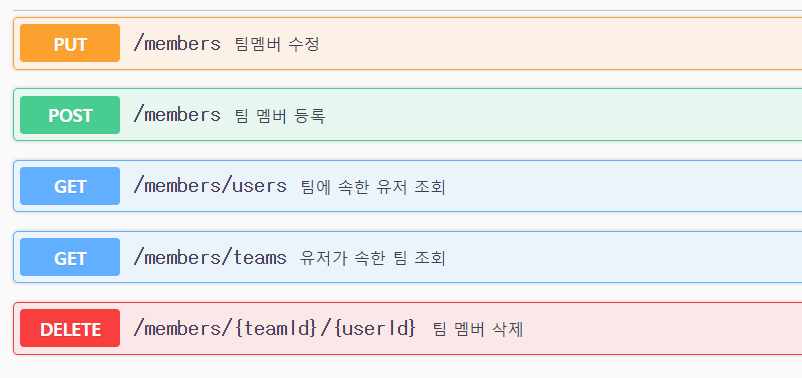 PUT /members 팀멤버 수정
POST /members 팀 멤버 등록
GET /members/users 팀에 속한 유저 조회
GET /members/teams 유저가 속한 팀 조회
DELETE /members/{teamId}/{userId} 팀 멤버 삭제